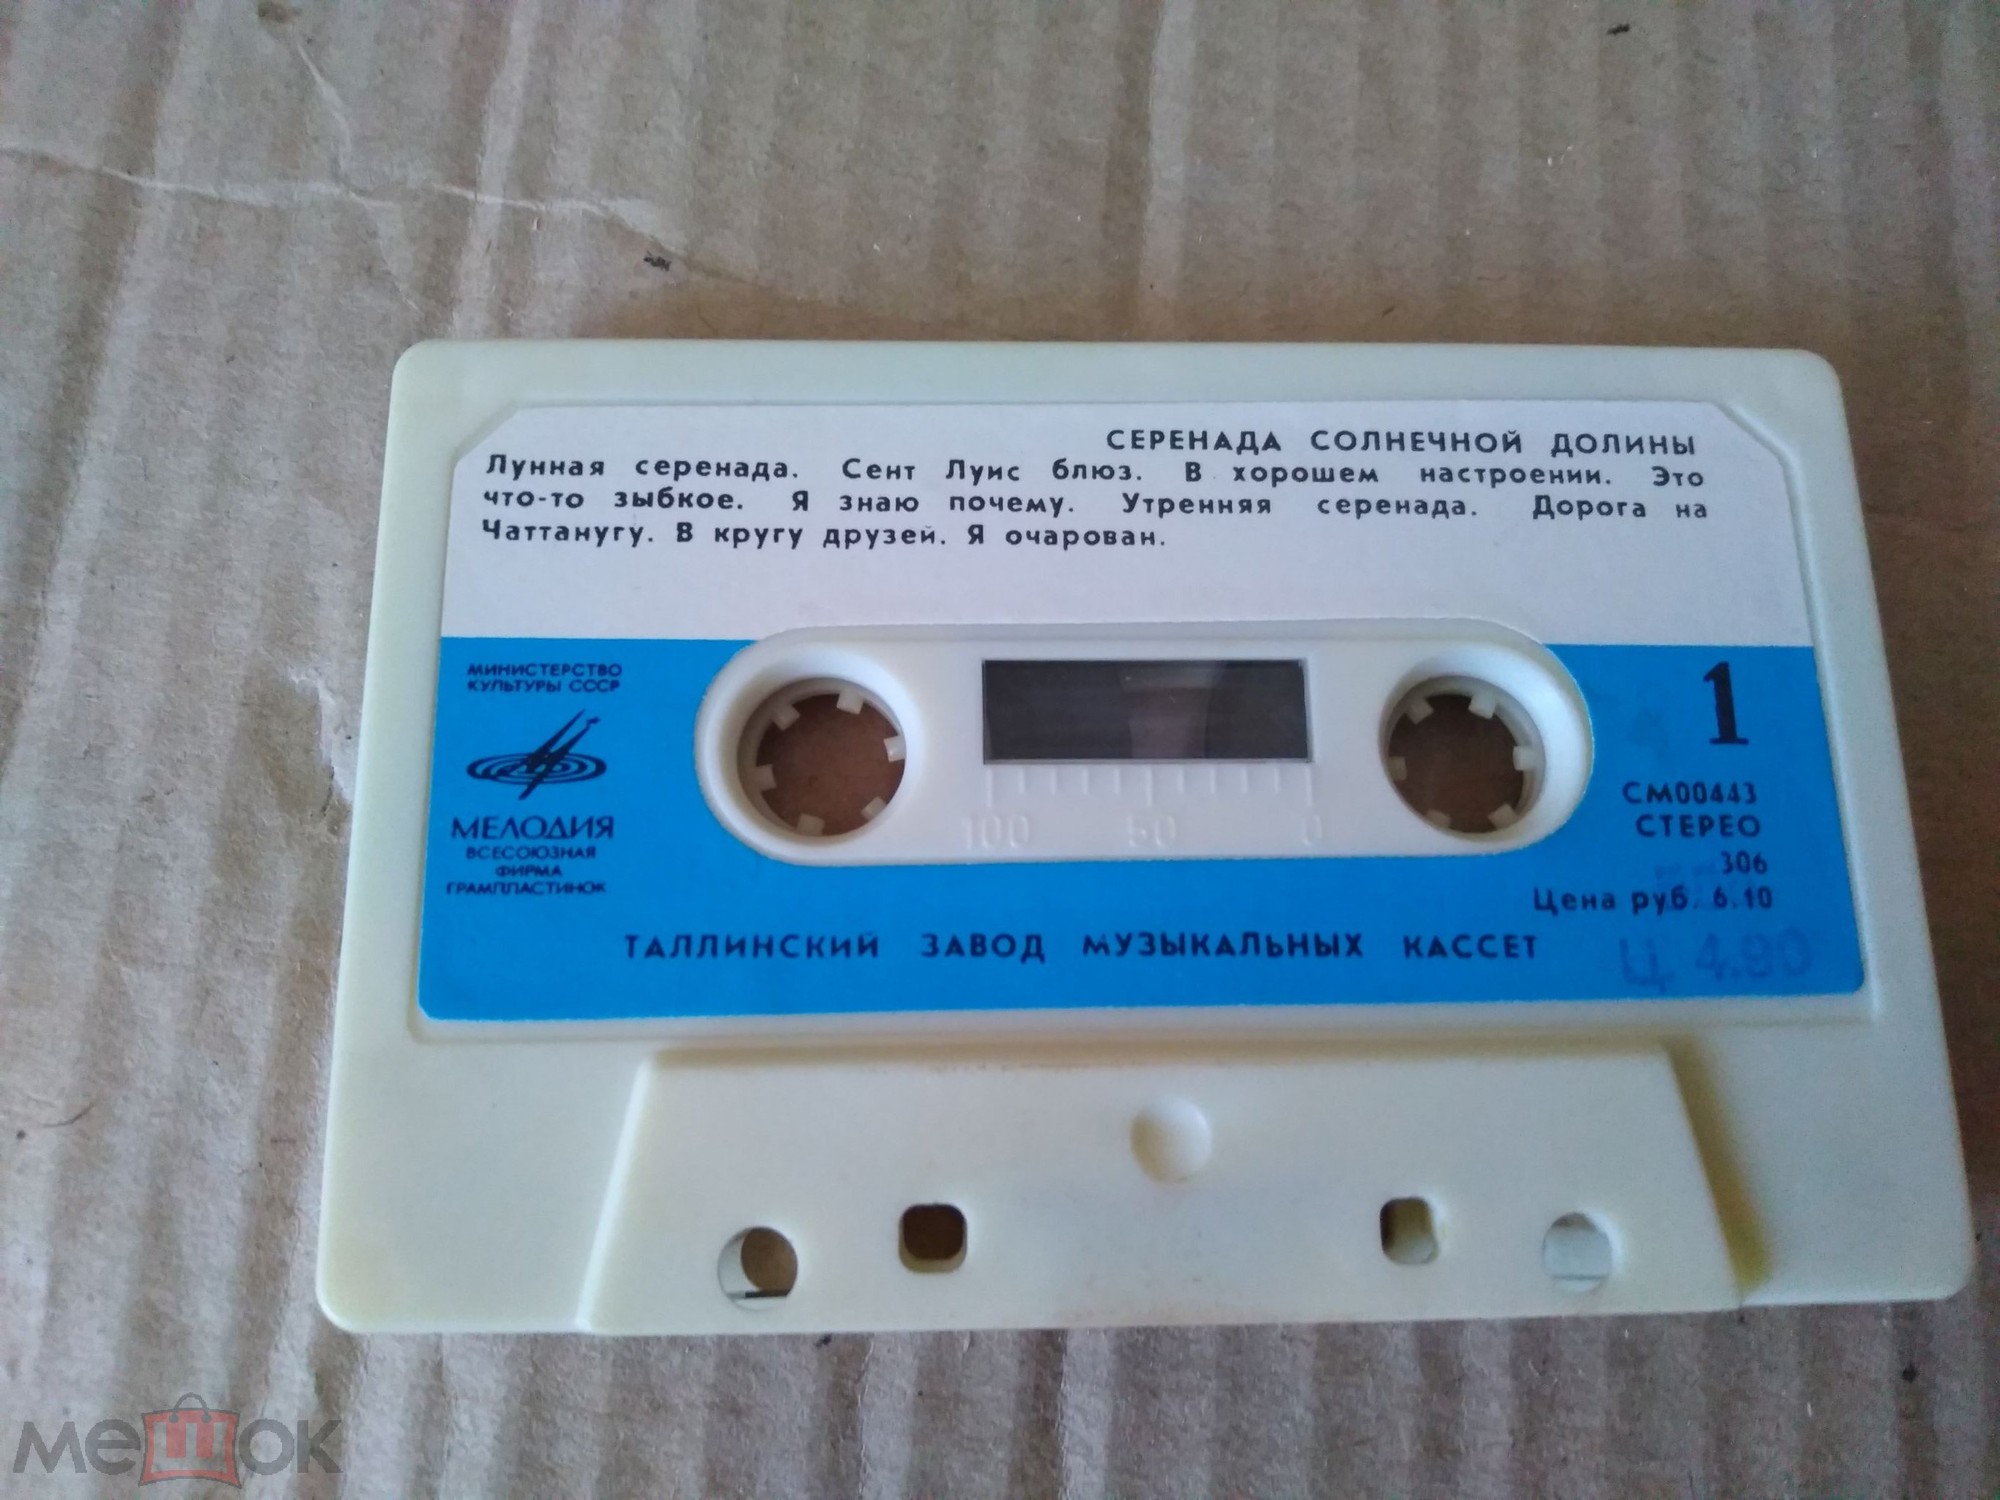 СЕРЕНАДА СОЛНЕЧНОЙ ДОЛИНЫ
Лунная серенада. Сент Луис блюз. В хорошем настроении. Это
что-то зыбкое. Я знаю почему. Утренняя серенада. Дорога на
Чаттанугу. В кругу друзей. Я очарован.
МИНИСТЕРСТВО
КУЛЬТУРЫ СССР
МЕЛОДИЯ
ВСЕСОЮЗНАЯ
ФИРМА
ГРАМПЛАСТИНОК
100 50 0
1
СМ00443
СТЕРЕО
306
Цена руб. 6.10
Ц 4.90
ТАЛЛИНСКИЙ ЗАВОД МУЗЫКАЛЬНЫХ КАССЕТ
мешок